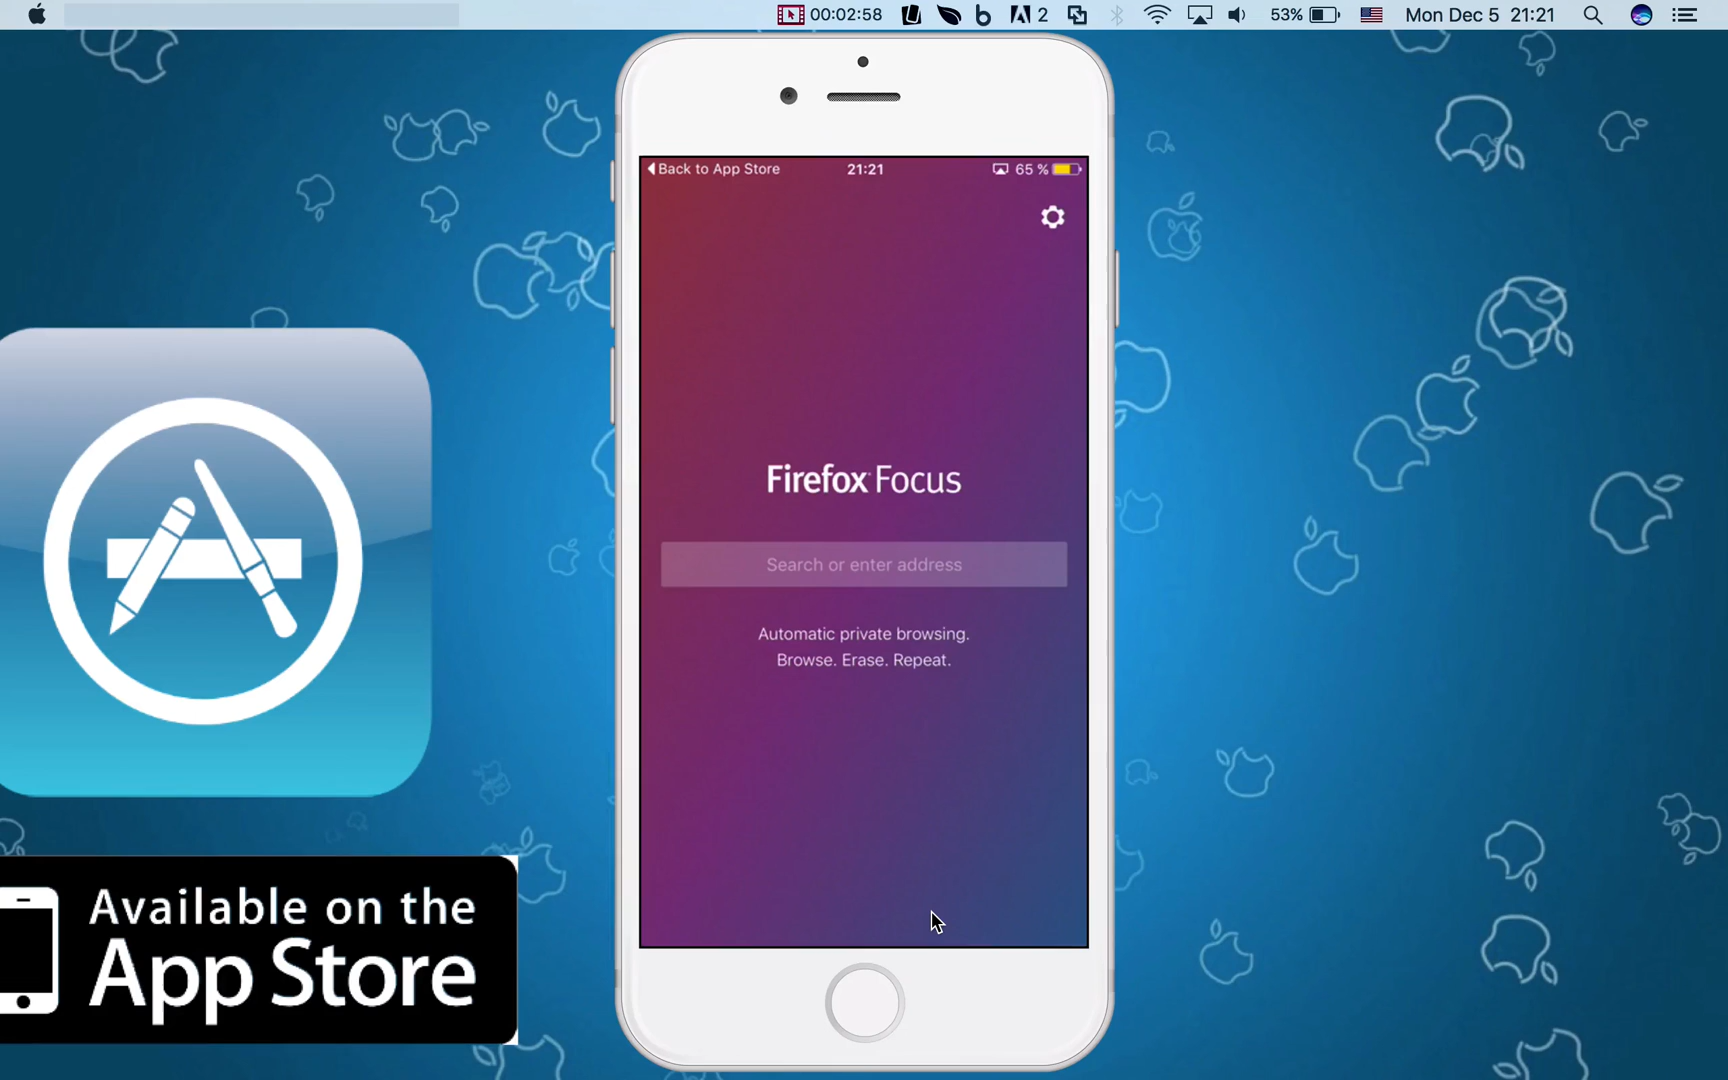 00:02:58
2
53%
Mon Dec 5 21:21
Back to App Store
21:21
65 %
Firefox Focus
Search or enter address
Automatic private browsing.
Browse. Erase. Repeat.
Available on the
App Store